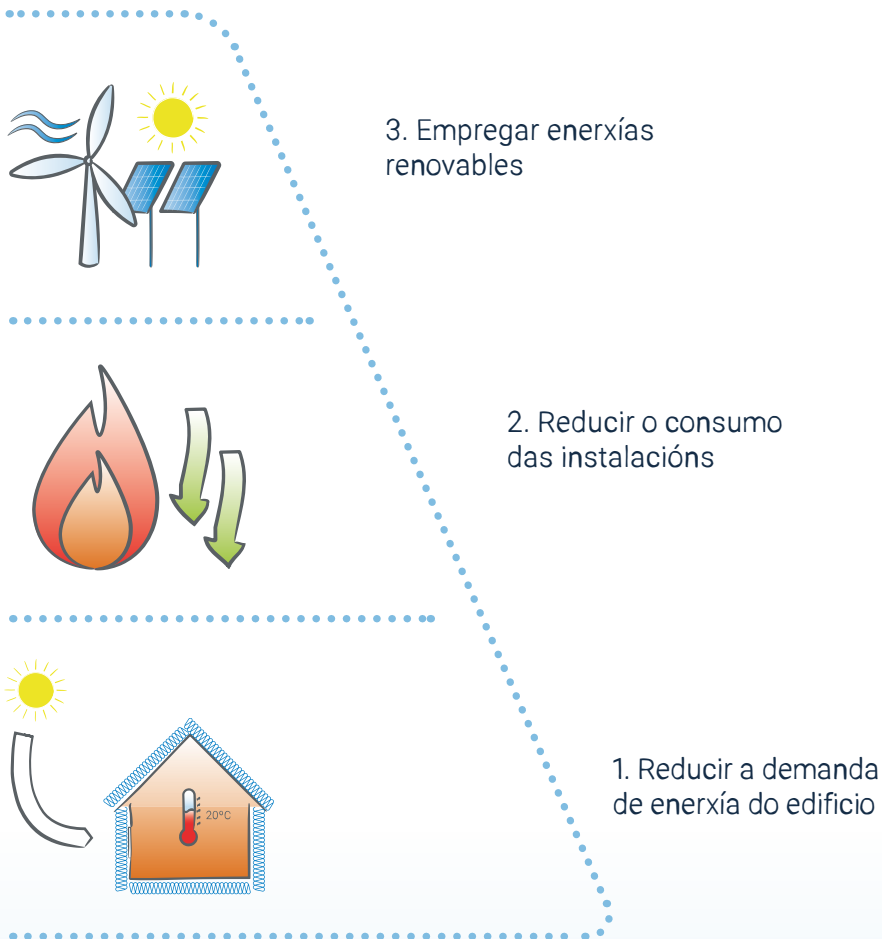 3. Empregar enerxías
renovables
2. Reducir o consumo
das instalacións
20ºC
1. Reducir a demanda
de enerxía do edificio